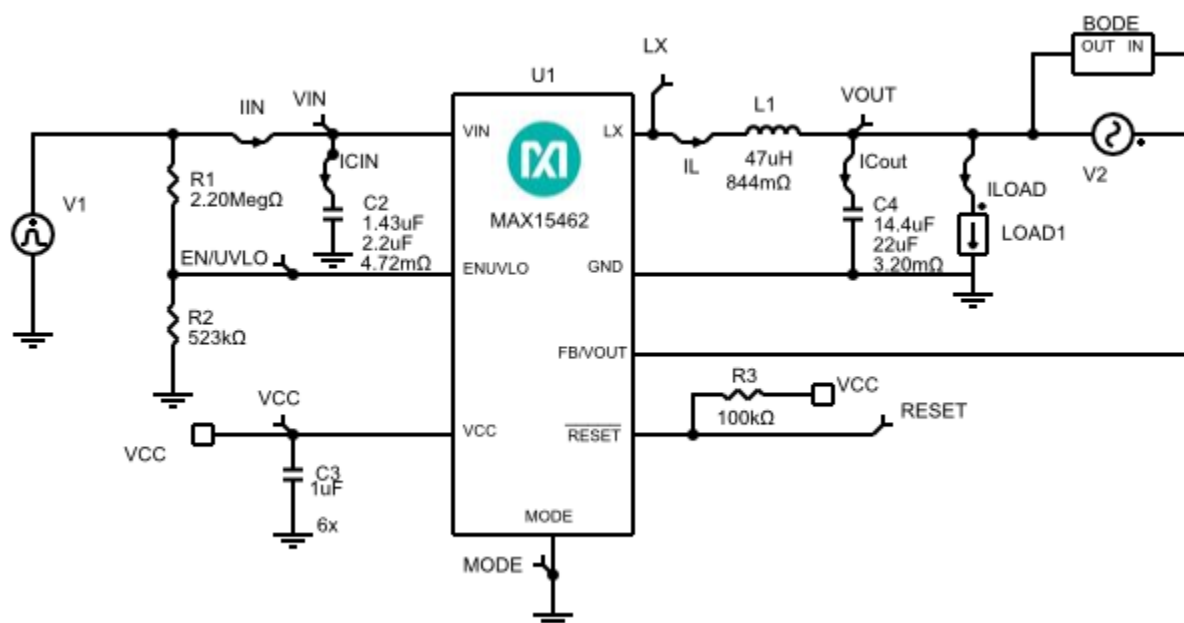 BODE
OUT IN
LX
U1
IIN
VIN
VIN
LX
L1
VOUT
IL
47uH
844mΩ
V2
ICIN
ICout
R1
2.20MegΩ
V1
C2
1.43uF
2.2uF
4.72mΩ
MAX15462
C4
14.4uF
22uF
3.20mΩ
ILOAD
LOAD1
EN/UVLO
ENUVLO
GND
R2
523kΩ
FB/VOUT
R3
100kΩ
VCC
RESET
VCC
VCC
VCC
RESET
C3
1uF
6x
MODE
MODE